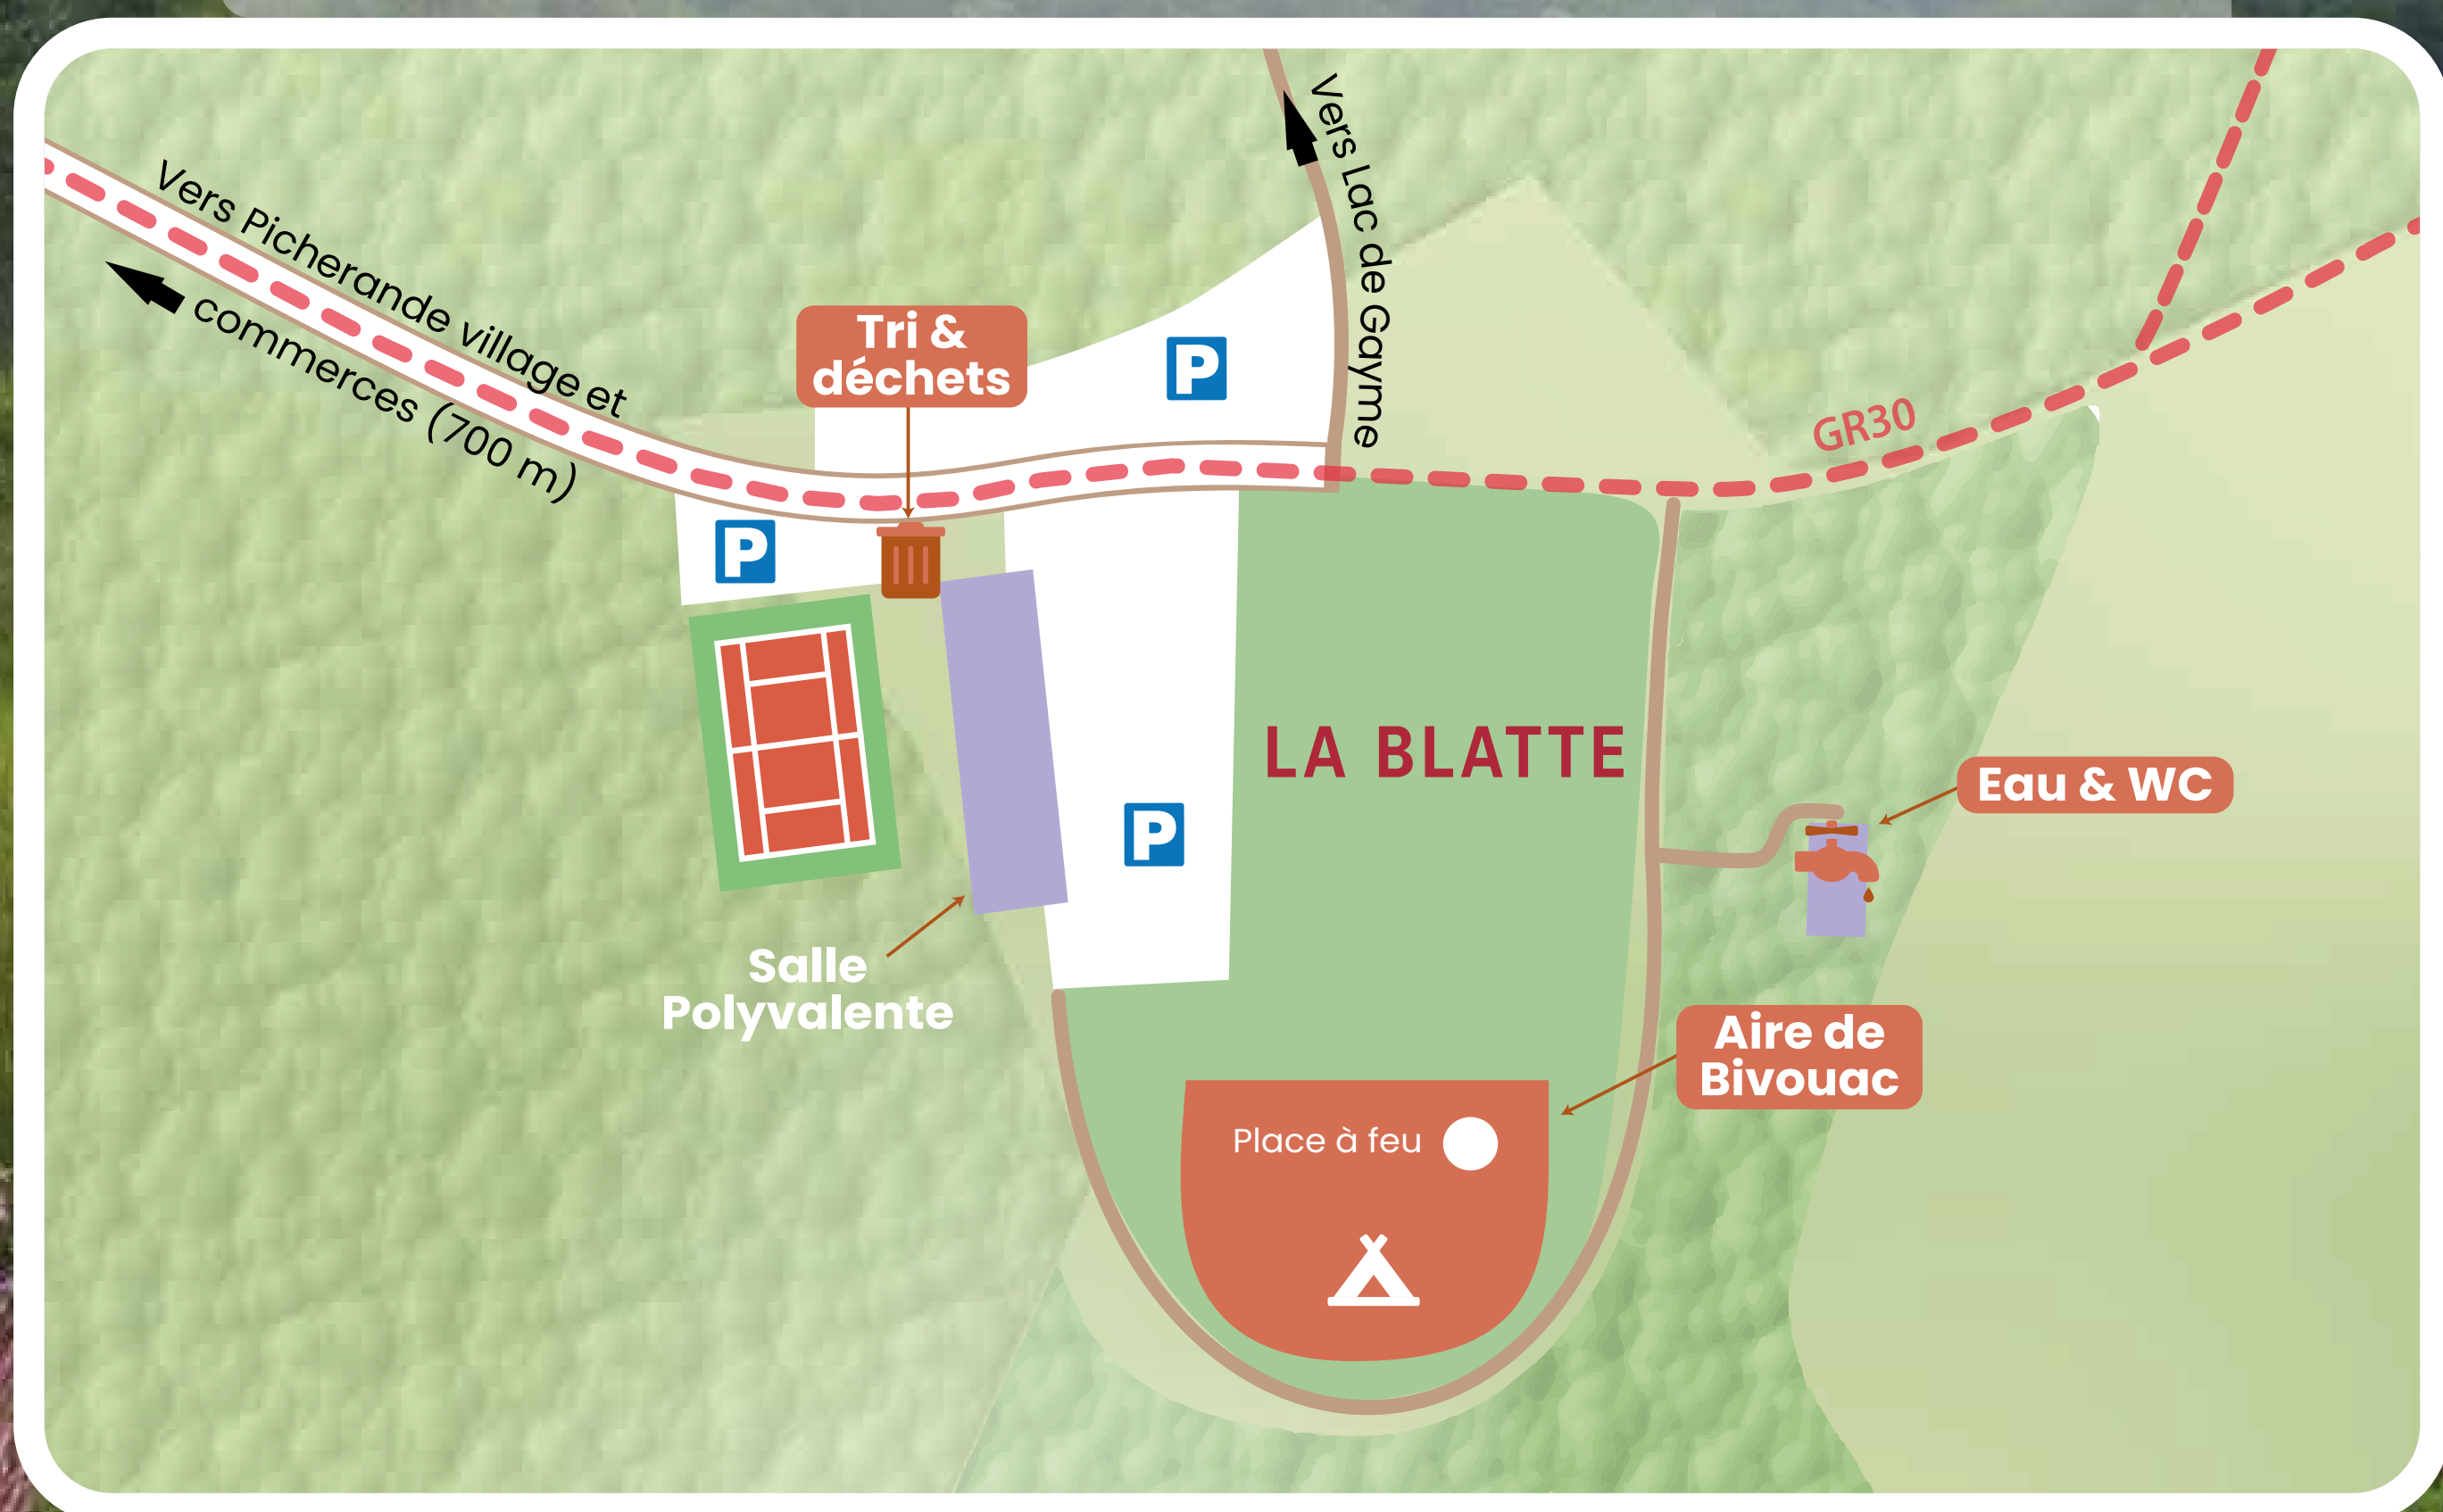 Vers Picherande village et
commerces (700 m)
Vers Lac de Gayme
Tri &
déchets
P
GR30
P
LA BLATTE
Eau & WC
P
Salle
Polyvalente
Aire de
Bivouac
Place à feu